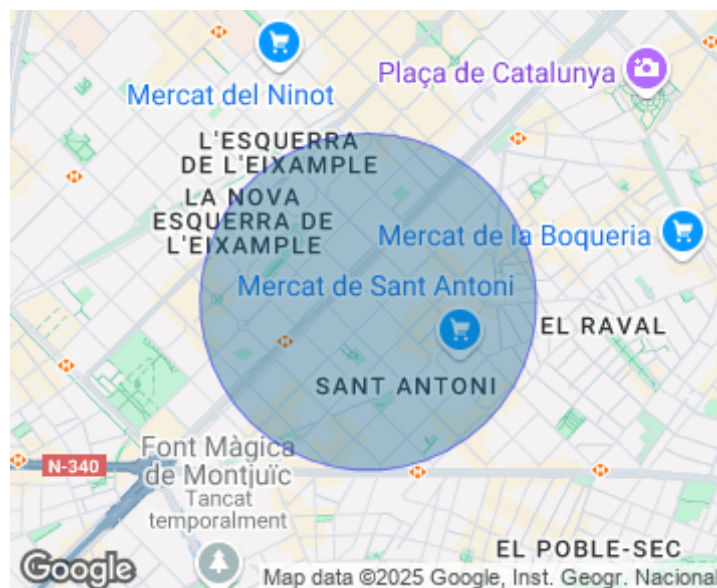 Mercat del Ninot
Plaça de Catalunya
L'ESQUERRA
DE L'EIXAMPLE
LA NOVA
ESQUERRA DE
L'EIXAMPLE
Mercat de la Boqueria
Mercat de Sant Antoni
EL RAVAL
SANT ANTONI
Font Màgica
de Montjuïc
Tancat
temporalment
N-340
EL POBLE-SEC
Google
Map data ©2025 Google, Inst. Geogr. Nacional